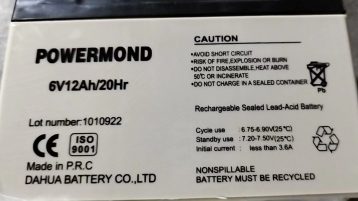 POWERMOND
6V12Ah/20Hr
Lot number: 1010922
CE
ISO
9001
Made in P.R.C
DAHUA BATTERY CO.,LTD
CAUTION
•AVOID SHORT CIRCUIT
•RISK OF FIRE,EXPLOSION OR BURN
•DO NOT DISASSEMBLE,HEAT ABOVE
50°C OR INCINERATE
•DO NOT CHARGE IN A SEALED CONTAINER
Pb
Rechargeable Sealed Lead-Acid Battery
Cycle use : 6.75-6.90V(25°C)
Standby use : 7.20-7.50V(25°C)
Initial current : less than 3.6A
NONSPILLABLE
BATTERY MUST BE RECYCLED